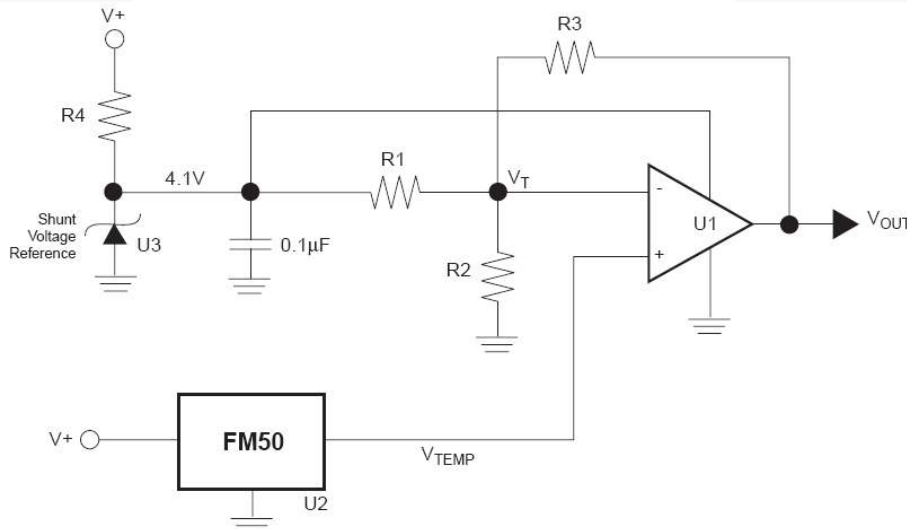 V+
R3
R4
4.1V
R1
VT
U1
VOUT
Shunt
Voltage
Reference
U3
0.1µF
R2
-
+
V+
FM50
VTEMP
U2